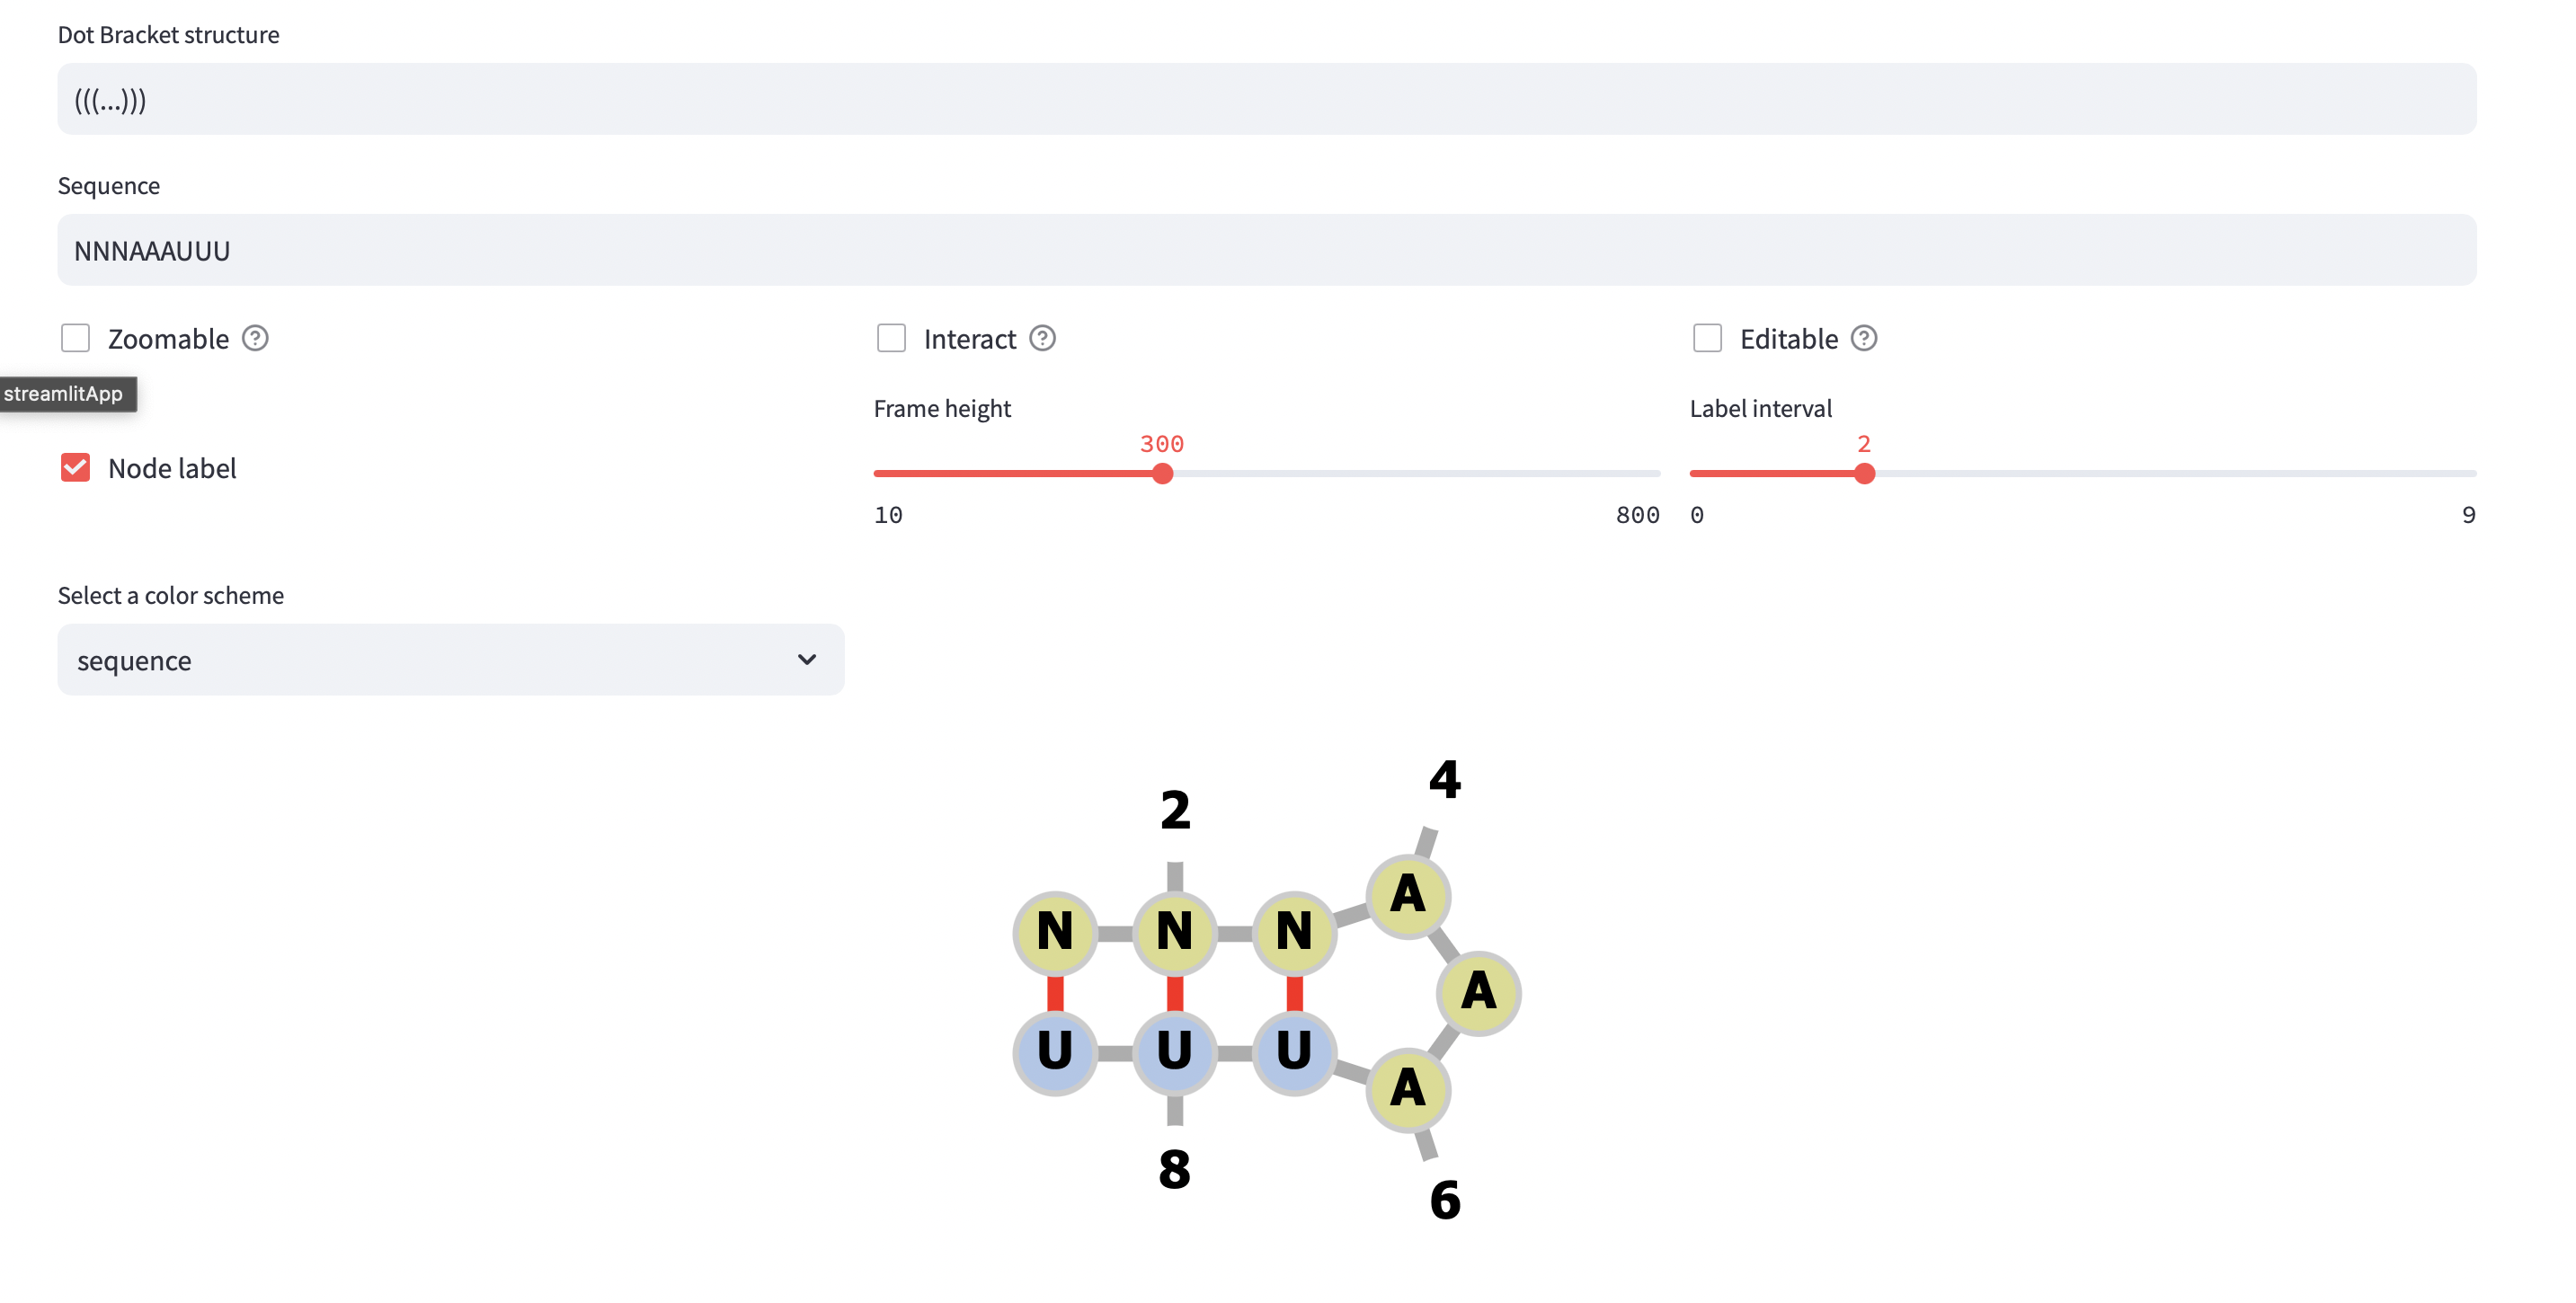 Dot Bracket structure
(((...)))
Sequence
NNNAAAUUU
Zoomable ?
Interact ?
Editable ?
streamlitApp
Node label
Frame height
300
10 800
Label interval
2
0 9
Select a color scheme
sequence
4
2
N N N A
A
U U U A
8
6